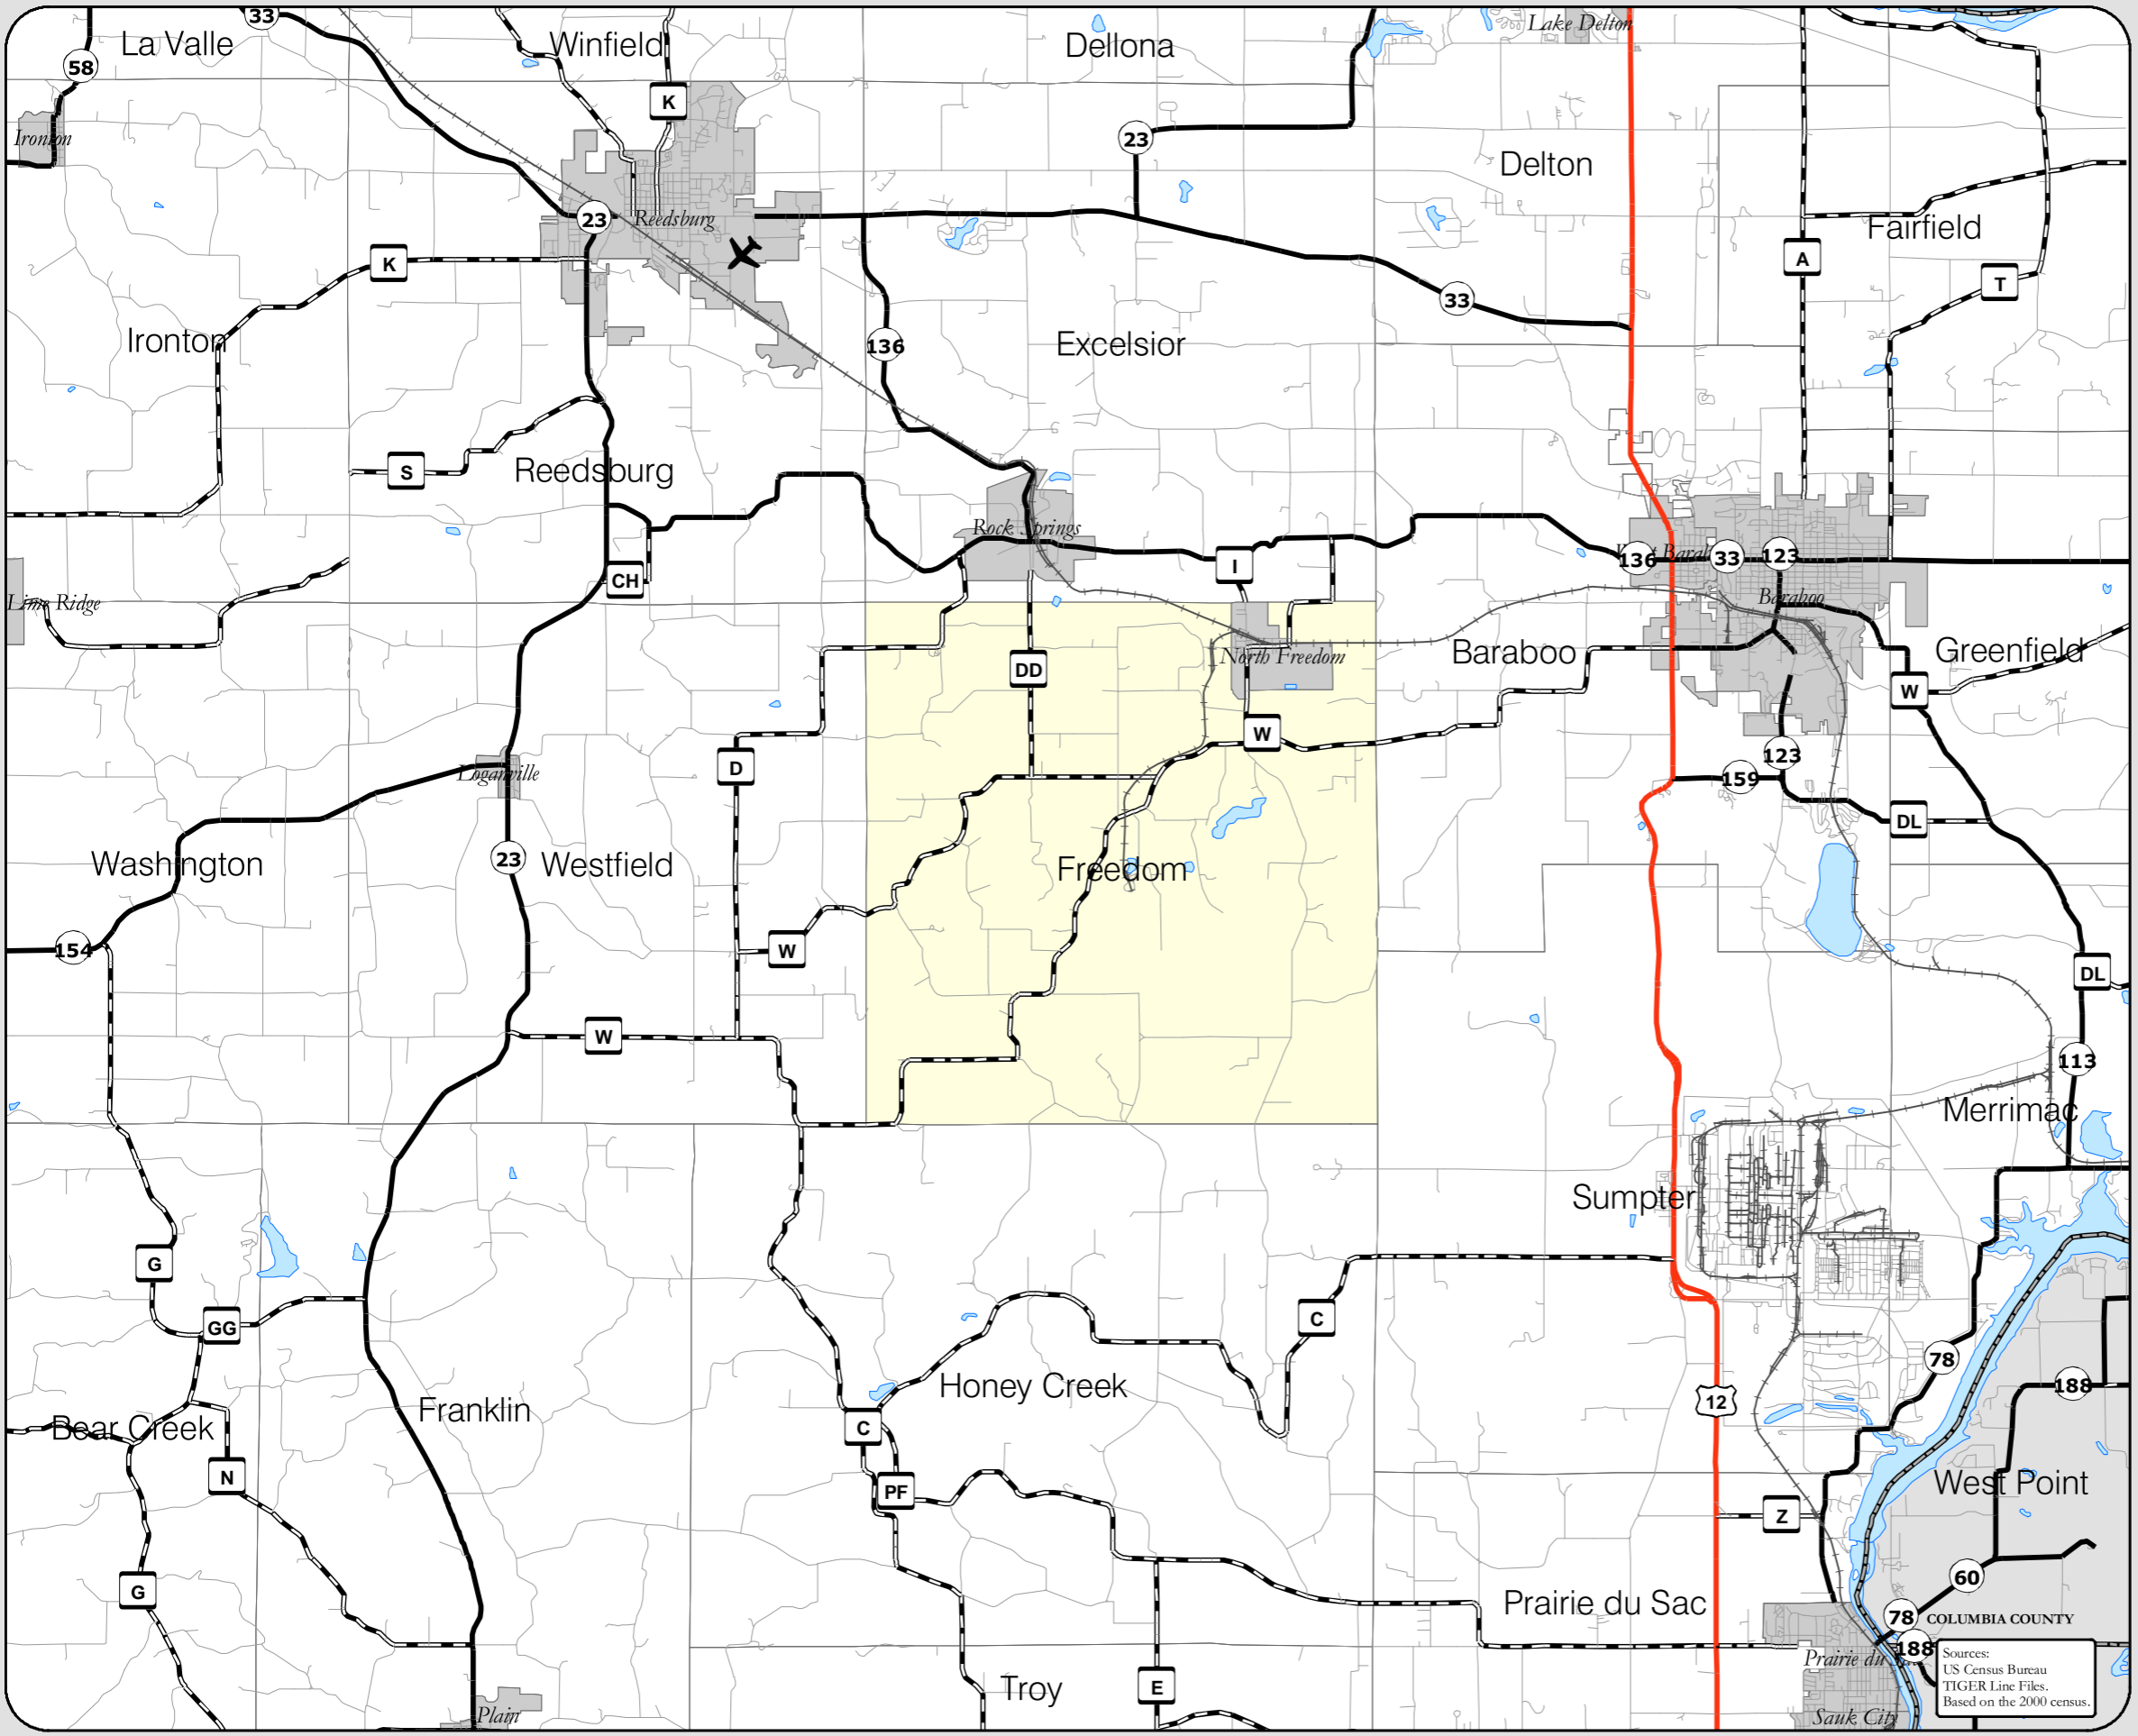 33
Lake Delton
La Valle
Winfield
Dellona
58
K
Ironton
23
Delton
23
Reedsburg
Fairfield
K
A
T
33
Ironton
136
Excelsior
S
Reedsburg
Rock Springs
I
136
33
123
CH
Lime Ridge
Baraboo
DD
North Freedom
Baraboo
Greenfield
W
W
D
Loganville
123
159
DL
Washington
23
Westfield
Freedom
154
W
DL
W
113
Merrimac
Sumpter
G
C
GG
78
188
Honey Creek
12
Franklin
Bear Creek
C
N
PF
West Point
Z
G
60
Prairie du Sac
78
COLUMBIA COUNTY
188
Prairie du
Sources:
US Census Bureau
TIGER Line Files.
Based on the 2000 census.
Troy
E
Plain
Sauk City